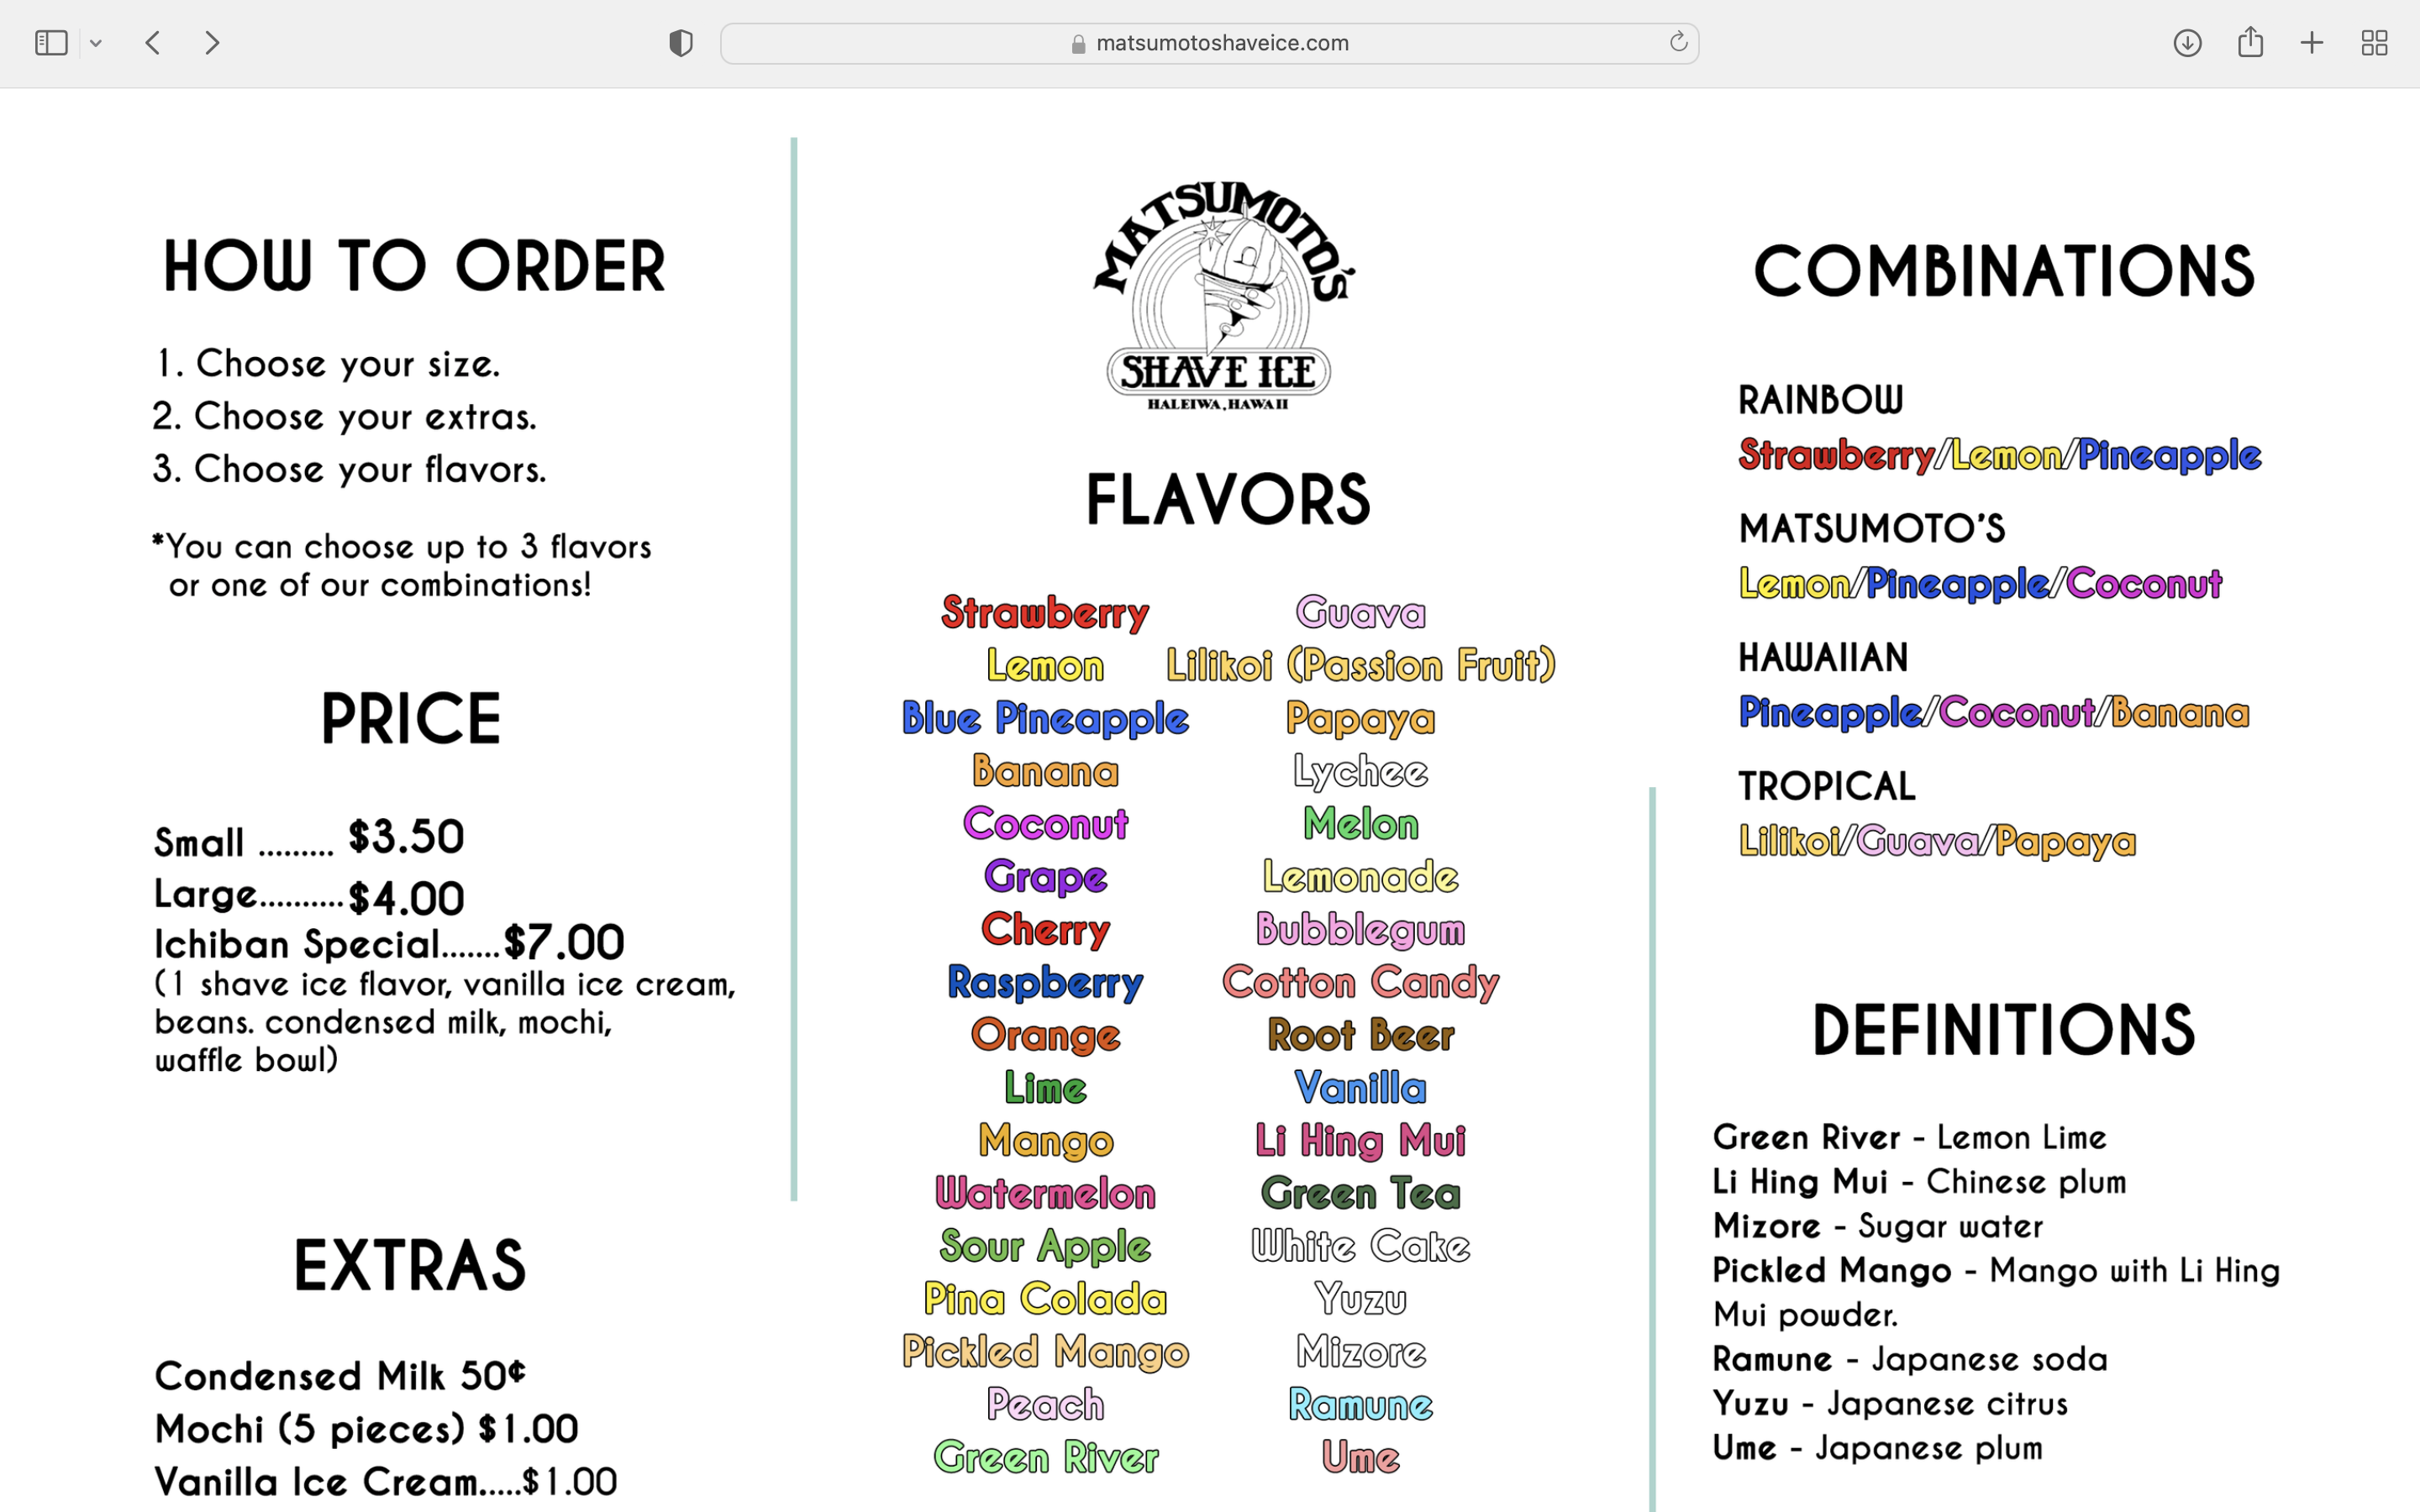 matsumotoshaveice.com
HOW TO ORDER
1. Choose your size.
2. Choose your extras.
3. Choose your flavors.
*You can choose up to 3 flavors
or one of our combinations!
PRICE
Small ......... $3.50
Large..........$4.00
Ichiban Special.......$7.00
(1 shave ice flavor, vanilla ice cream,
beans. condensed milk, mochi,
waffle bowl)
EXTRAS
Condensed Milk 50¢
Mochi (5 pieces) $1.00
Vanilla Ice Cream.....$1.00
MATSUMOTO'S
SHAVE ICE
HALEIWA, HAWAII
FLAVORS
Strawberry
Lemon
Blue Pineapple
Banana
Coconut
Grape
Cherry
Raspberry
Orange
Lime
Mango
Watermelon
Sour Apple
Pina Colada
Pickled Mango
Peach
Green River
Guava
Lilikoi (Passion Fruit)
Papaya
Lychee
Melon
Lemonade
Bubblegum
Cotton Candy
Root Beer
Vanilla
Li Hing Mui
Green Tea
White Cake
Yuzu
Mizore
Ramune
Ume
COMBINATIONS
RAINBOW
Strawberry/Lemon/Pineapple
MATSUMOTO'S
Lemon/Pineapple/Coconut
HAWAIIAN
Pineapple/Coconut/Banana
TROPICAL
Lilikoi/Guava/Papaya
DEFINITIONS
Green River - Lemon Lime
Li Hing Mui - Chinese plum
Mizore - Sugar water
Pickled Mango - Mango with Li Hing
Mui powder.
Ramune - Japanese soda
Yuzu - Japanese citrus
Ume - Japanese plum